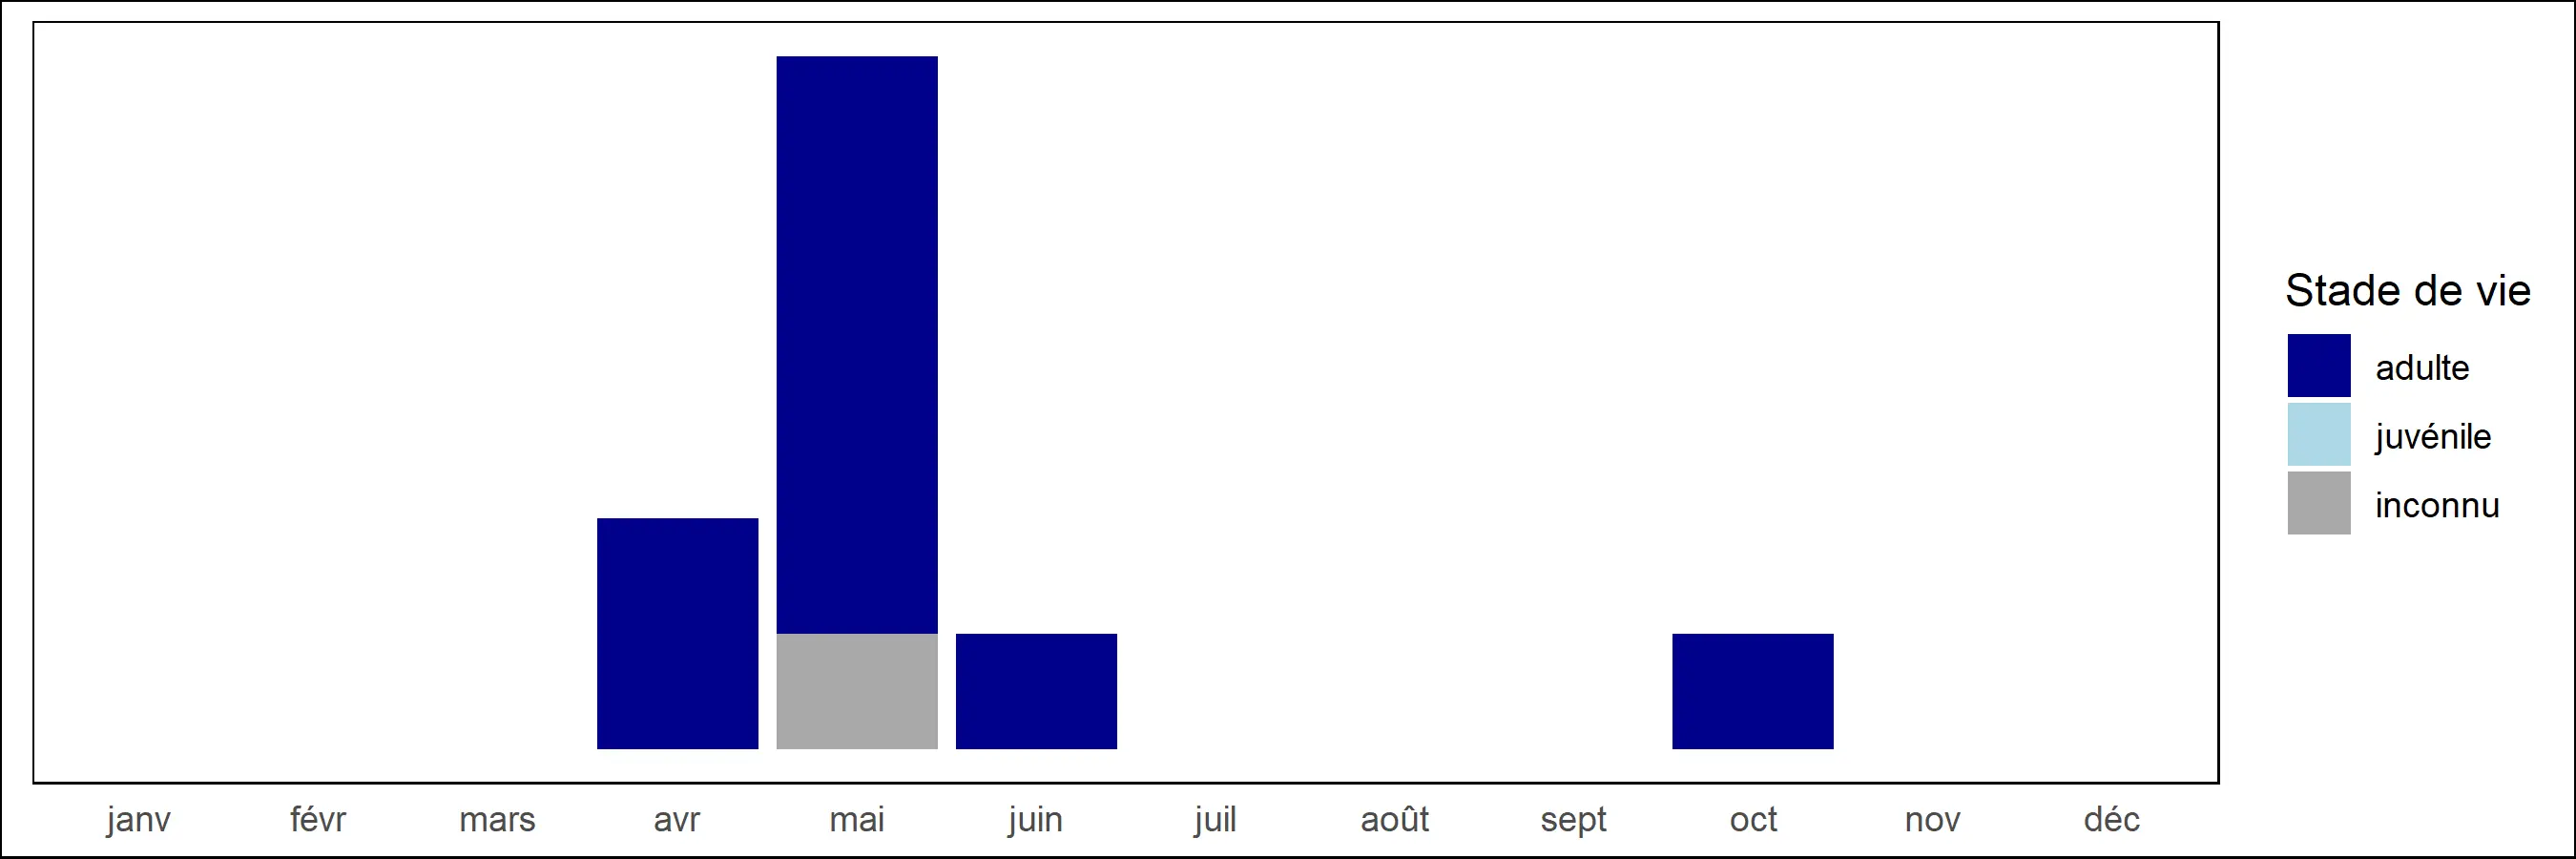 Stade de vie
adulte
juvénile
inconnu
janv févr mars avr mai juin juil août sept oct nov déc